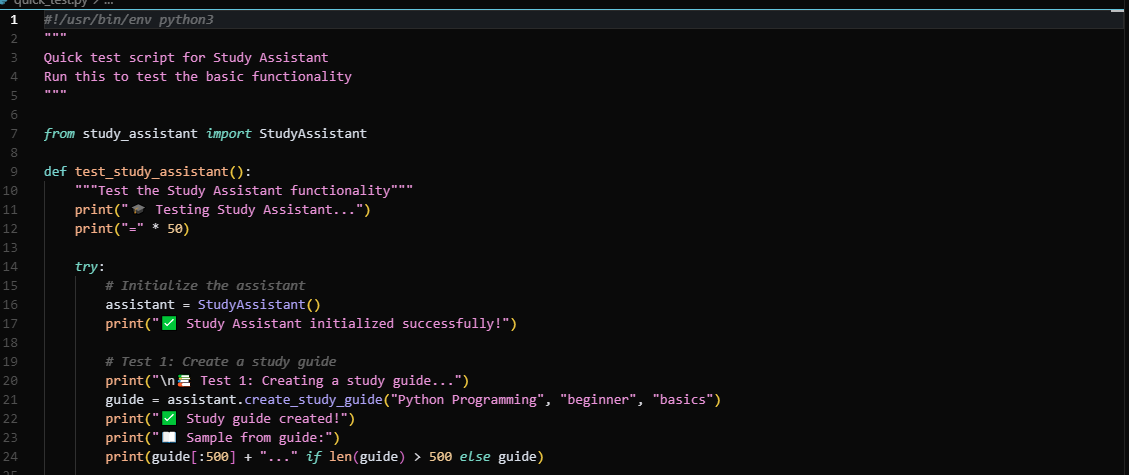 quick_test.py > ...
1 #!/usr/bin/env python3
2 """
3 Quick test script for Study Assistant
4 Run this to test the basic functionality
5 """
6
7 from study_assistant import StudyAssistant
8
9 def test_study_assistant():
10     """Test the Study Assistant functionality"""
11     print("🎓 Testing Study Assistant...")
12     print("=" * 50)
13
14     try:
15         # Initialize the assistant
16         assistant = StudyAssistant()
17         print("✅ Study Assistant initialized successfully!")
18
19         # Test 1: Create a study guide
20         print("\n📚 Test 1: Creating a study guide...")
21         guide = assistant.create_study_guide("Python Programming", "beginner", "basics")
22         print("✅ Study guide created!")
23         print("📖 Sample from guide:")
24         print(guide[:500] + "..." if len(guide) > 500 else guide)
25